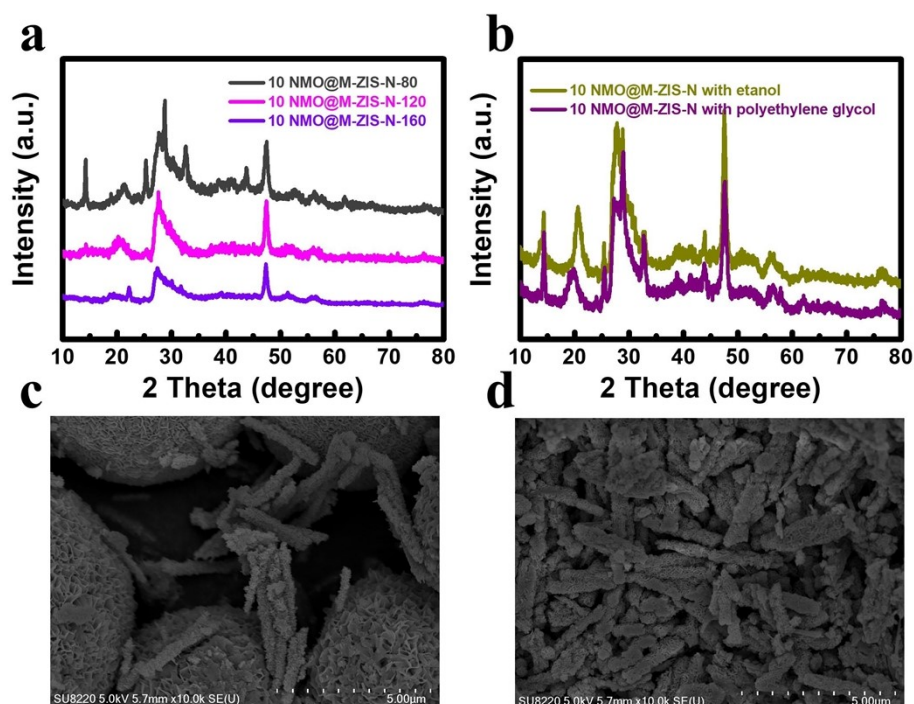 a
Intensity (a.u.)
10 NMO@M-ZIS-N-80
10 NMO@M-ZIS-N-120
10 NMO@M-ZIS-N-160
10 20 30 40 50 60 70 80
2 Theta (degree)
b
Intensity (a.u.)
10 NMO@M-ZIS-N with etanol
10 NMO@M-ZIS-N with polyethylene glycol
10 20 30 40 50 60 70 80
2 Theta (degree)
c
SU8220 5.0kV 5.7mm x10.0k SE(U)
5.00μm
d
SU8220 5.0kV 5.7mm x10.0k SE(U)
5.00μm